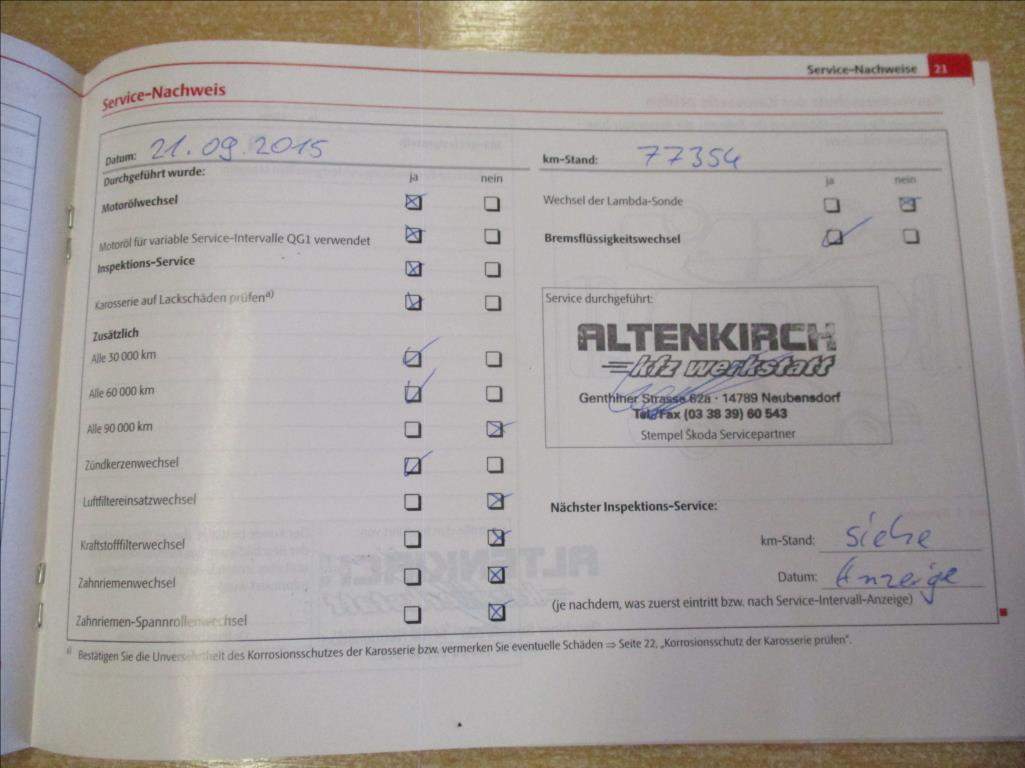 Service-Nachweise 21
Service-Nachweis
Datum: 21.09.2015
Durchgeführt wurde: ja nein
Motorölwechsel
Motoröl für variable Service-Intervalle QG1 verwendet
Inspektions-Service
Karosserie auf Lackschäden prüfen a)
Zusätzlich
Alle 30 000 km
Alle 60 000 km
Alle 90 000 km
Zündkerzenwechsel
Luftfiltereinsatzwechsel
Kraftstofffilterwechsel
Zahnriemenwechsel
Zahnriemen-Spannrollenwechsel
km-Stand: 77354
ja nein
Wechsel der Lambda-Sonde
Bremsflüssigkeitswechsel
Service durchgeführt:
ALTENKIRCH
kfz werkstatt
Genthiner Strasse 62a · 14789 Neubensdorf
Tel./Fax (03 38 39) 60 543
Stempel Škoda Servicepartner
Nächster Inspektions-Service:
km-Stand: siehe
Datum: Anzeige
(je nachdem, was zuerst eintritt bzw. nach Service-Intervall-Anzeige)
a) Bestätigen Sie die Unversehrtheit des Korrosionsschutzes der Karosserie bzw. vermerken Sie eventuelle Schäden ⇒ Seite 22, „Korrosionsschutz der Karosserie prüfen“.